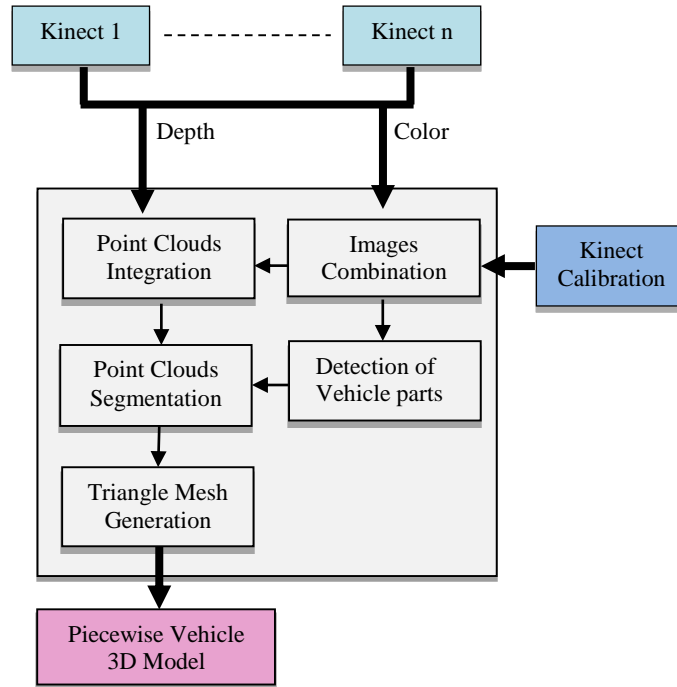 Kinect 1
Kinect n
Depth
Color
Point Clouds
Integration
Images
Combination
Kinect
Calibration
Point Clouds
Segmentation
Detection of
Vehicle parts
Triangle Mesh
Generation
Piecewise Vehicle
3D Model